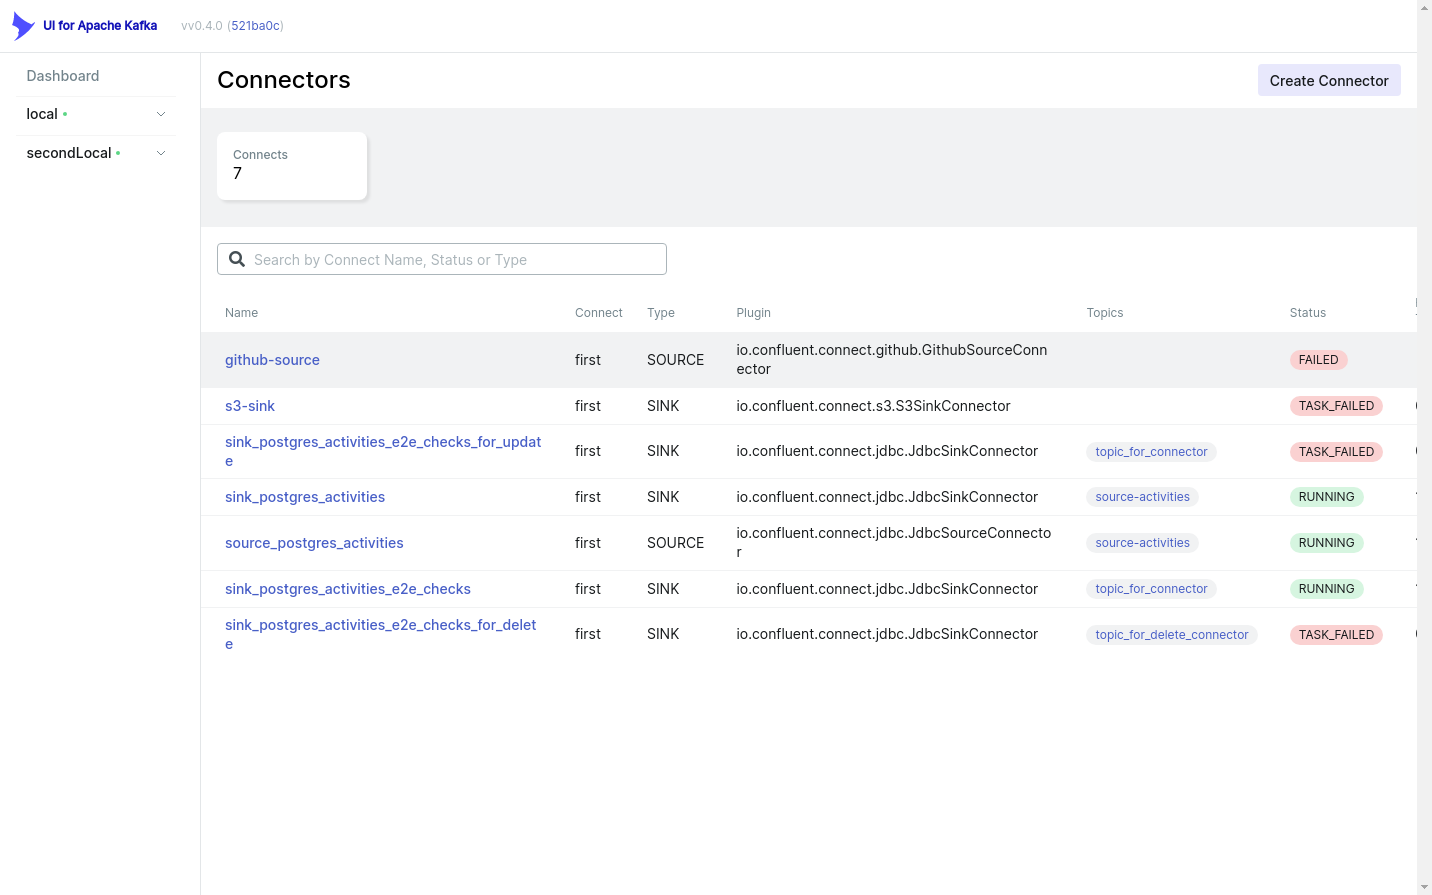 UI for Apache Kafka vv0.4.0 (521ba0c)
Dashboard
local
secondLocal
Connectors
Create Connector
Connects
7
Search by Connect Name, Status or Type
Name Connect Type Plugin Topics Status
github-source first SOURCE io.confluent.connect.github.GithubSourceConn
ector FAILED
s3-sink first SINK io.confluent.connect.s3.S3SinkConnector TASK_FAILED
sink_postgres_activities_e2e_checks_for_updat
e first SINK io.confluent.connect.jdbc.JdbcSinkConnector topic_for_connector TASK_FAILED
sink_postgres_activities first SINK io.confluent.connect.jdbc.JdbcSinkConnector source-activities RUNNING
source_postgres_activities first SOURCE io.confluent.connect.jdbc.JdbcSourceConnecto
r source-activities RUNNING
sink_postgres_activities_e2e_checks first SINK io.confluent.connect.jdbc.JdbcSinkConnector topic_for_connector RUNNING
sink_postgres_activities_e2e_checks_for_delet
e first SINK io.confluent.connect.jdbc.JdbcSinkConnector topic_for_delete_connector TASK_FAILED